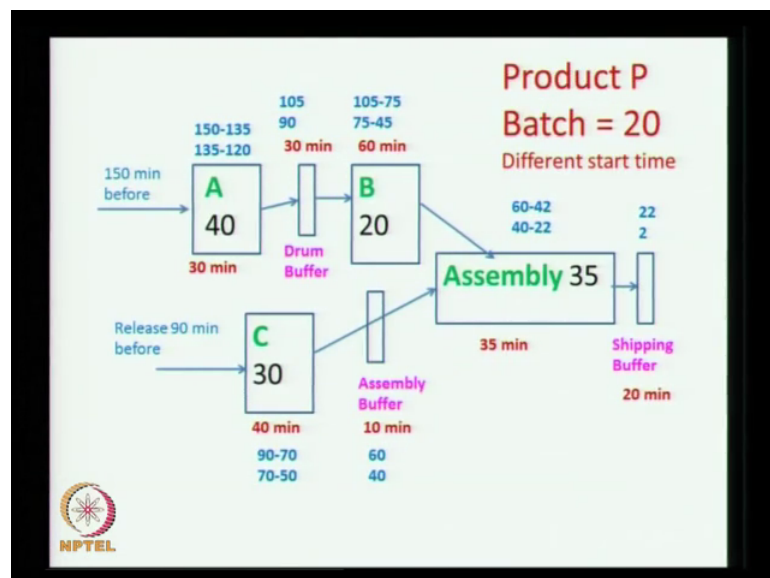 Product P
Batch = 20
Different start time
150 min
before
150-135
135-120
A
40
30 min
105
90
30 min
Drum
Buffer
105-75
75-45
60 min
B
20
60-42
40-22
Assembly 35
35 min
22
2
Shipping
Buffer
20 min
Release 90 min
before
C
30
40 min
90-70
70-50
Assembly
Buffer
10 min
60
40
NPTEL